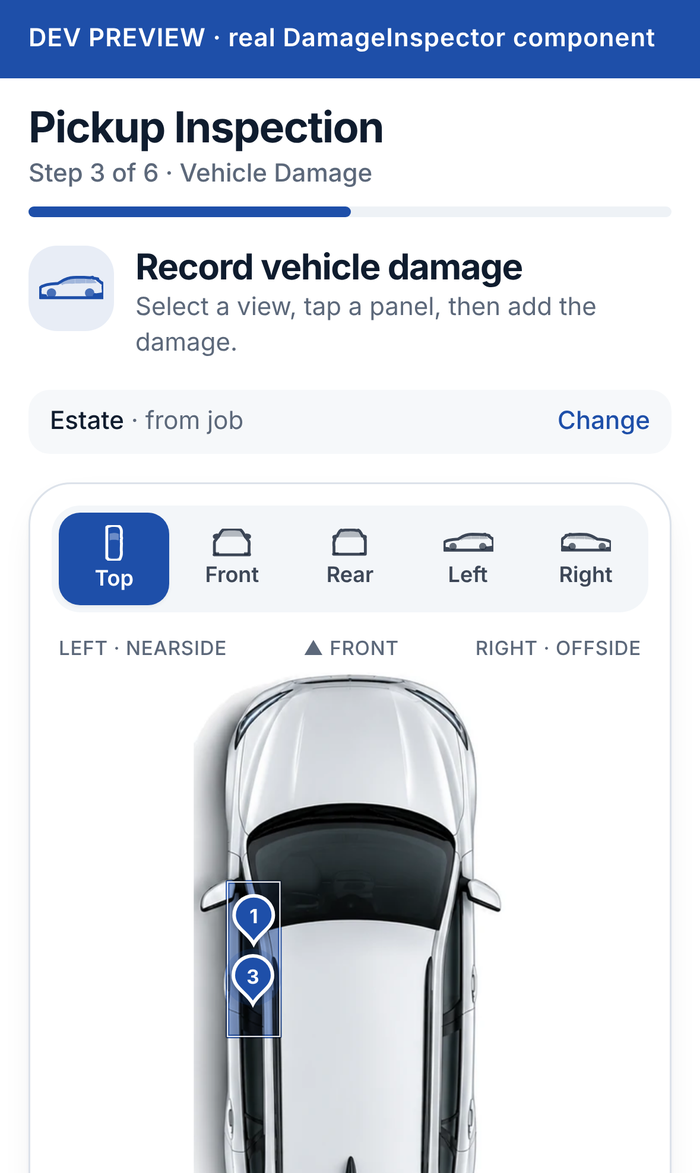 DEV PREVIEW · real DamageInspector component
Pickup Inspection
Step 3 of 6 · Vehicle Damage
Record vehicle damage
Select a view, tap a panel, then add the
damage.
Estate · from job
Change
Top
Front
Rear
Left
Right
LEFT · NEARSIDE
▲ FRONT
RIGHT · OFFSIDE
1
3